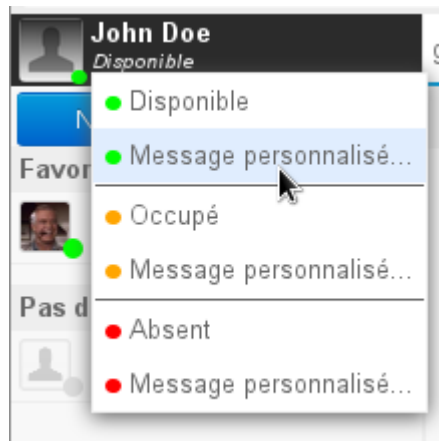 John Doe
Disponible
Disponible
Message personnalisé...
Favor
Occupé
Message personnalisé...
Pas d
Absent
Message personnalisé...